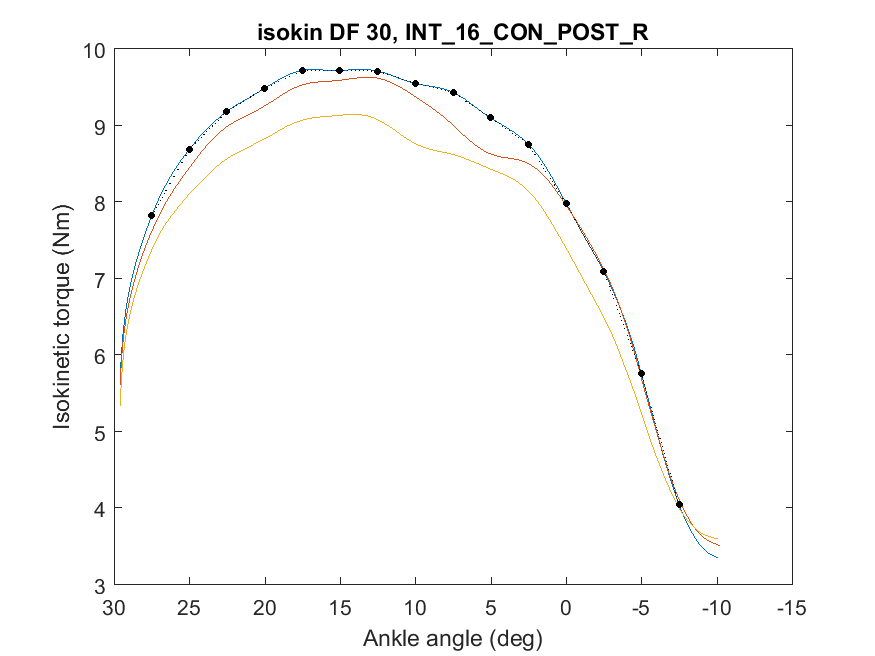 isokin DF 30, INT_16_CON_POST_R
10
9
8
7
6
5
4
3
Isokinetic torque (Nm)
30 25 20 15 10 5 0 -5 -10 -15
Ankle angle (deg)